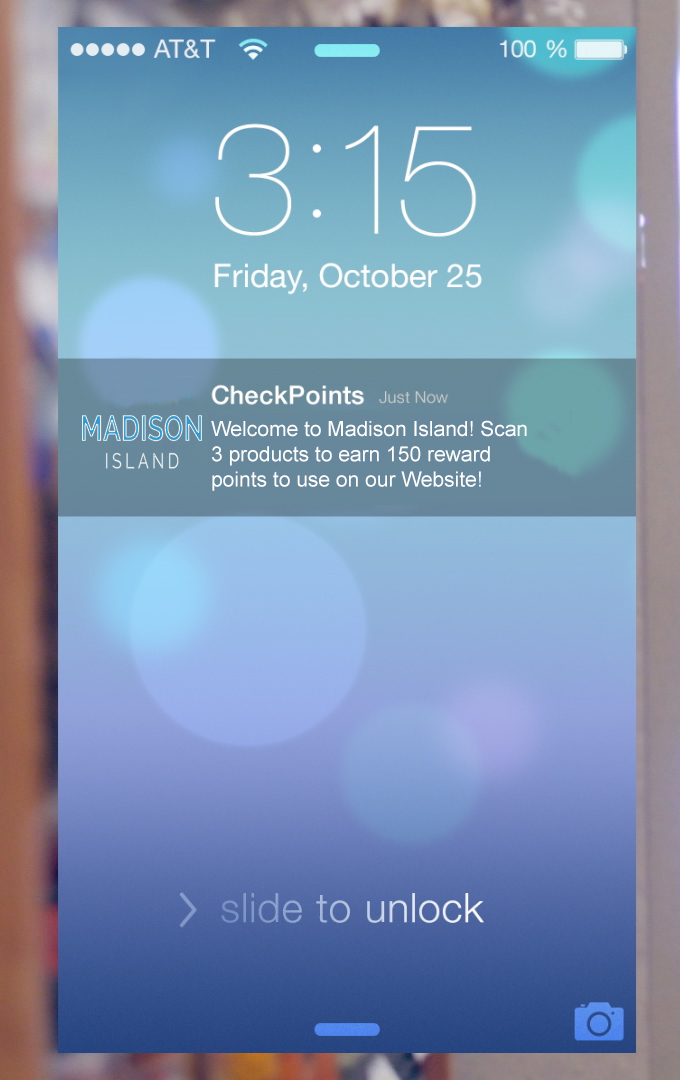 AT&T 100 %
3:15
Friday, October 25
CheckPoints Just Now
MADISON
ISLAND
Welcome to Madison Island! Scan
3 products to earn 150 reward
points to use on our Website!
slide to unlock